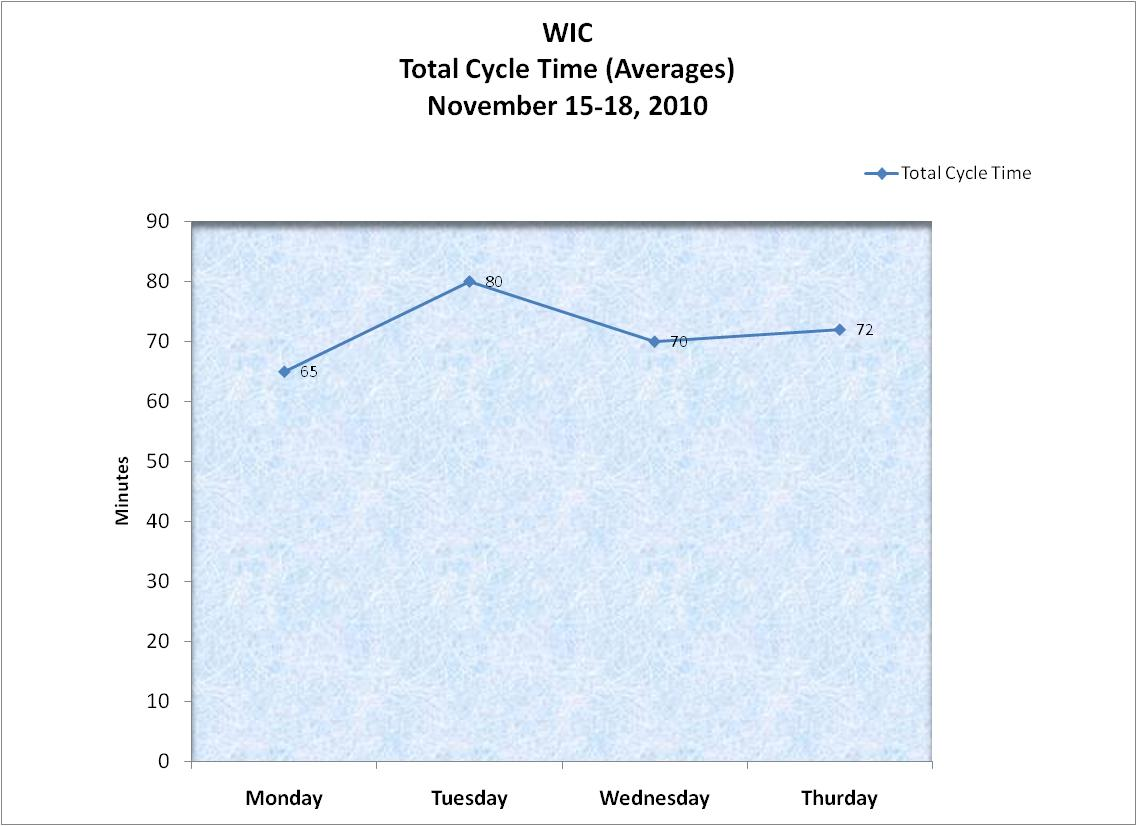 WIC
Total Cycle Time (Averages)
November 15-18, 2010
Total Cycle Time
90
80
70
60
50
40
30
20
10
0
Minutes
65
80
70
72
Monday
Tuesday
Wednesday
Thurday